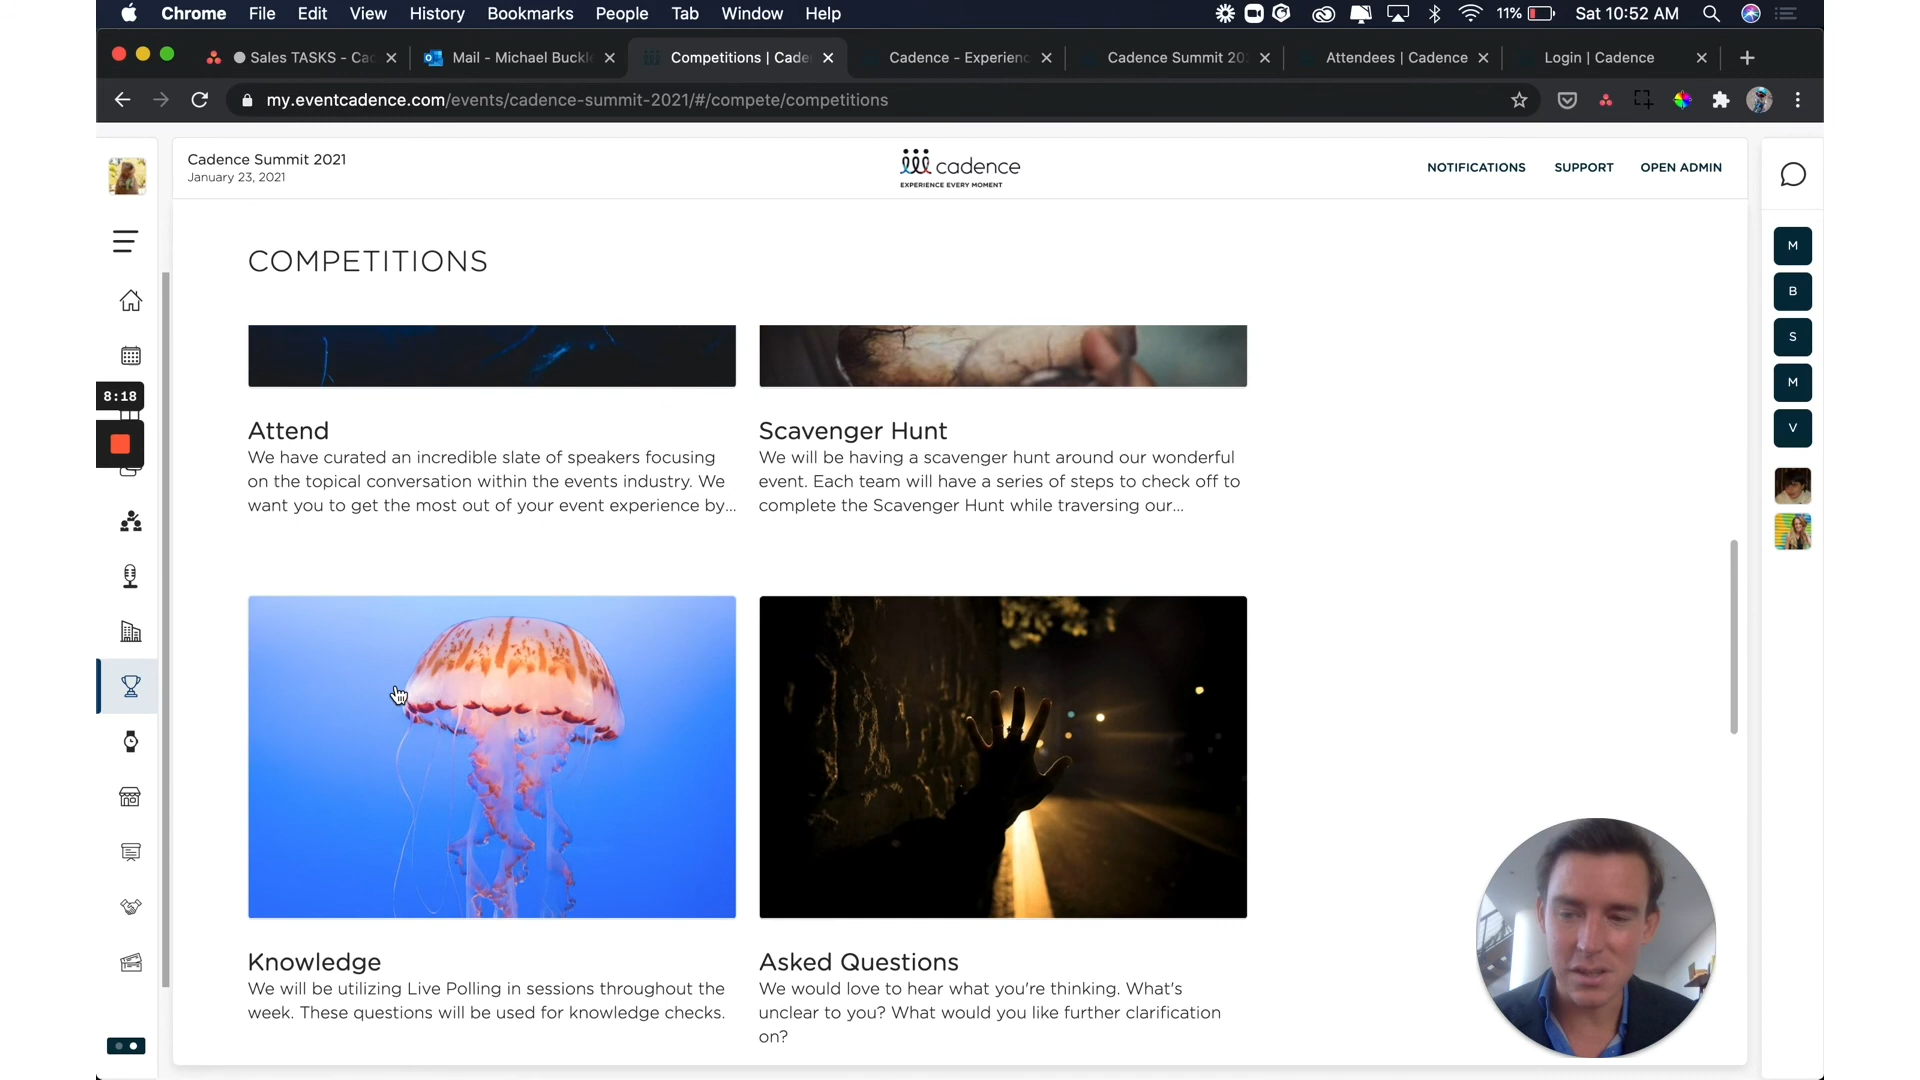 Chrome File Edit View History Bookmarks People Tab Window Help 11% Sat 10:52 AM
Sales TASKS - Cac Mail - Michael Buckle Competitions | Cade Cadence - Experienc Cadence Summit 20 Attendees | Cadence Login | Cadence
my.eventcadence.com/events/cadence-summit-2021/#/compete/competitions
Cadence Summit 2021
January 23, 2021
cadence
EXPERIENCE EVERY MOMENT
NOTIFICATIONS SUPPORT OPEN ADMIN
COMPETITIONS
M
B
S
M
V
8:18
Attend
We have curated an incredible slate of speakers focusing
on the topical conversation within the events industry. We
want you to get the most out of your event experience by...
Scavenger Hunt
We will be having a scavenger hunt around our wonderful
event. Each team will have a series of steps to check off to
complete the Scavenger Hunt while traversing our...
Knowledge
We will be utilizing Live Polling in sessions throughout the
week. These questions will be used for knowledge checks.
Asked Questions
We would love to hear what you're thinking. What's
unclear to you? What would you like further clarification
on?